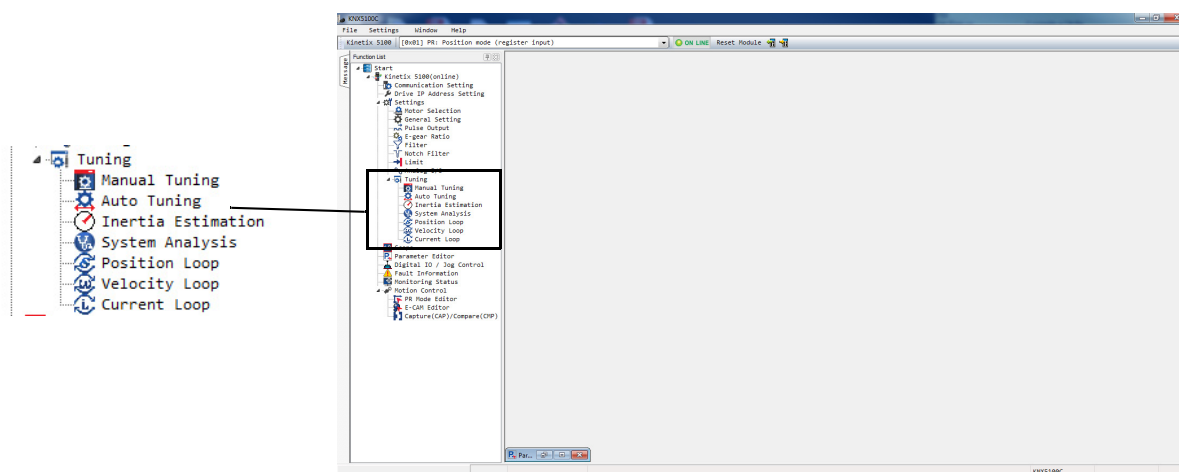 Tuning
Manual Tuning
Auto Tuning
Inertia Estimation
System Analysis
Position Loop
Velocity Loop
Current Loop
KNX5100C
File Settings Window Help
Kinetix 5100 [0x01] PR: Position mode (register input) ON LINE Reset Module
Message
Function List
Start
Kinetix 5100(online)
Communication Setting
Drive IP Address Setting
Settings
Motor Selection
General Setting
Pulse Output
E-gear Ratio
Filter
Notch Filter
Limit
Tuning
Manual Tuning
Auto Tuning
Inertia Estimation
System Analysis
Position Loop
Velocity Loop
Current Loop
Parameter Editor
Digital IO / Jog Control
Fault Information
Monitoring Status
Motion Control
PR Mode Editor
E-CAM Editor
Capture(CAP)/Compare(CMP)
Par...
KNX5100C